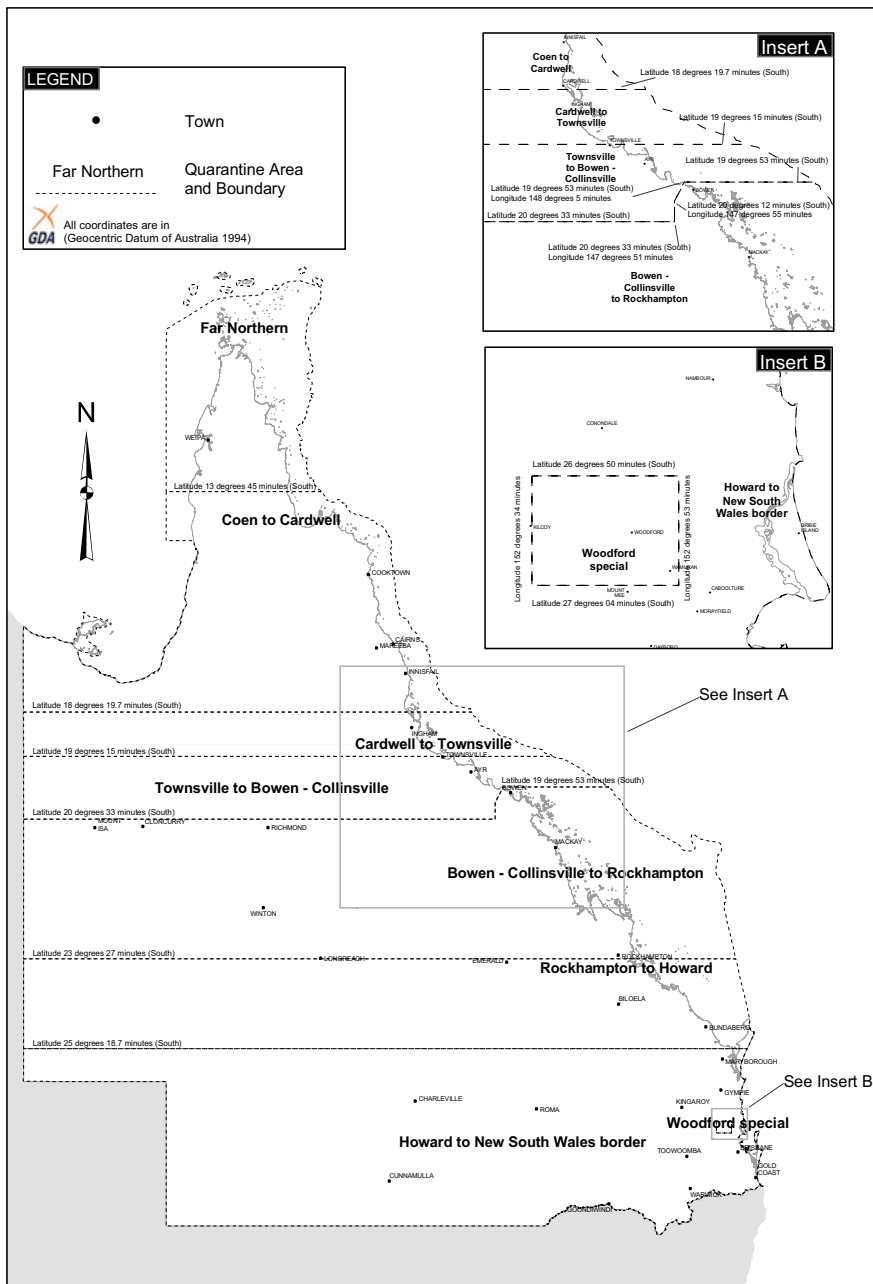 LEGEND
Town
Far Northern
Quarantine Area
and Boundary
GDA
All coordinates are in
(Geocentric Datum of Australia 1994)
Insert A
INNISFAIL
Coen to
Cardwell
Latitude 18 degrees 19.7 minutes (South)
CARDWELL
INGHAM
Cardwell to
Townsville
Latitude 19 degrees 15 minutes (South)
TOWNSVILLE
Townsville
to Bowen -
Collinsville
AYR
Latitude 19 degrees 53 minutes (South)
Latitude 19 degrees 53 minutes (South)
Longitude 148 degrees 5 minutes
BOWEN
Latitude 20 degrees 12 minutes (South)
Longitude 147 degrees 55 minutes
Latitude 20 degrees 33 minutes (South)
Latitude 20 degrees 33 minutes (South)
Longitude 147 degrees 51 minutes
MACKAY
Bowen -
Collinsville
to Rockhampton
Insert B
NAMBOUR
CONONDALE
Latitude 26 degrees 50 minutes (South)
Longitude 152 degrees 34 minutes
Longitude 152 degrees 53 minutes
Howard to
New South
Wales border
KILCOY
WOODFORD
BRIBIE
ISLAND
Woodford
special
WAMURAN
MOUNT
MEE
CABOOLTURE
Latitude 27 degrees 04 minutes (South)
MORAYFIELD
DAYBORO
Far Northern
N
WEIPA
Latitude 13 degrees 45 minutes (South)
Coen to Cardwell
COOKTOWN
CAIRNS
MAREEBA
INNISFAIL
See Insert A
Latitude 18 degrees 19.7 minutes (South)
INGHAM
Cardwell to Townsville
Latitude 19 degrees 15 minutes (South)
TOWNSVILLE
AYR
Latitude 19 degrees 53 minutes (South)
Townsville to Bowen - Collinsville
BOWEN
Latitude 20 degrees 33 minutes (South)
MOUNT
ISA
CLONCURRY
RICHMOND
MACKAY
Bowen - Collinsville to Rockhampton
WINTON
Latitude 23 degrees 27 minutes (South)
LONGREACH
EMERALD
ROCKHAMPTON
Rockhampton to Howard
BILOELA
BUNDABERG
Latitude 25 degrees 18.7 minutes (South)
MARYBOROUGH
See Insert B
GYMPIE
CHARLEVILLE
KINGAROY
ROMA
Woodford special
Howard to New South Wales border
BRISBANE
TOOWOOMBA
GOLD
COAST
CUNNAMULLA
WARWICK
GOONDIWINDI